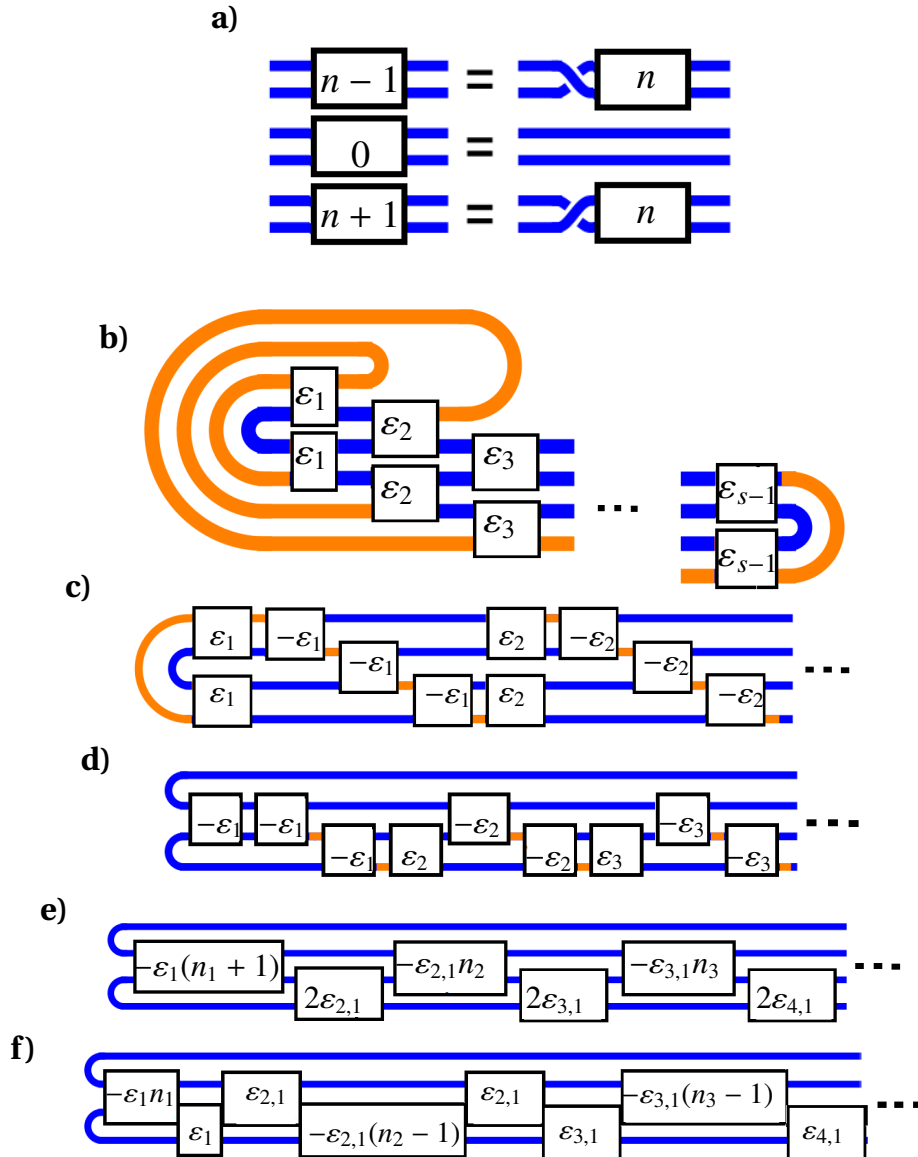 a)
n − 1 = n
0 =
n + 1 = n
b)
ε₁
ε₂
ε₁ ε₃
ε₂ ε₃ ... εₛ₋₁
εₛ₋₁
c)
ε₁ −ε₁ ε₂ −ε₂
−ε₁ −ε₂ ....
ε₁ −ε₁ ε₂ −ε₂
d)
−ε₁ −ε₁ −ε₂ −ε₃ ....
−ε₁ ε₂ −ε₂ ε₃ −ε₃
e)
−ε₁(n₁ + 1) −ε₂,₁n₂ −ε₃,₁n₃ ....
2ε₂,₁ 2ε₃,₁ 2ε₄,₁
f)
−ε₁n₁ ε₂,₁ ε₂,₁ −ε₃,₁(n₃ − 1) ....
ε₁ −ε₂,₁(n₂ − 1) ε₃,₁ ε₄,₁